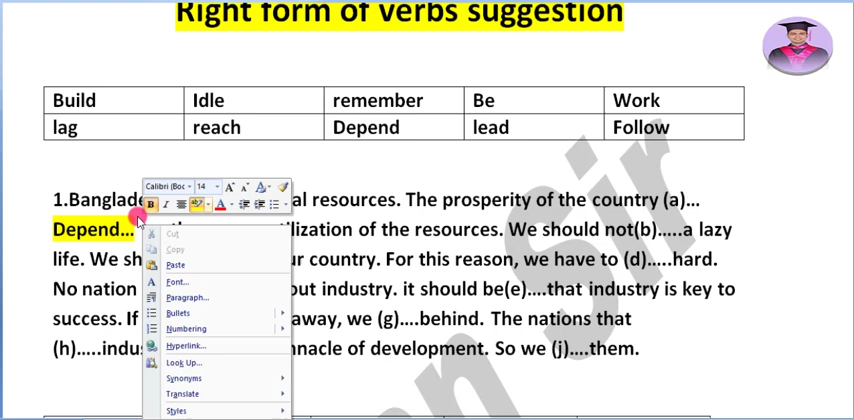 Right form of verbs suggestion
Build Idle remember Be Work
lag reach Depend lead Follow
Calibri (Boc 14
1.Banglade al resources. The prosperity of the country (a)...
B I ab A
Depend... ilization of the resources. We should not(b).....a lazy
Cut
Copy
life. We sh ur country. For this reason, we have to (d).....hard.
Paste
Font...
No nation out industry. it should be(e)....that industry is key to
Paragraph...
Bullets
success. If away, we (g)....behind. The nations that
Numbering
Hyperlink...
(h).....indus nnacle of development. So we (j)....them.
Look Up...
Synonyms
Translate
Styles
en Sir